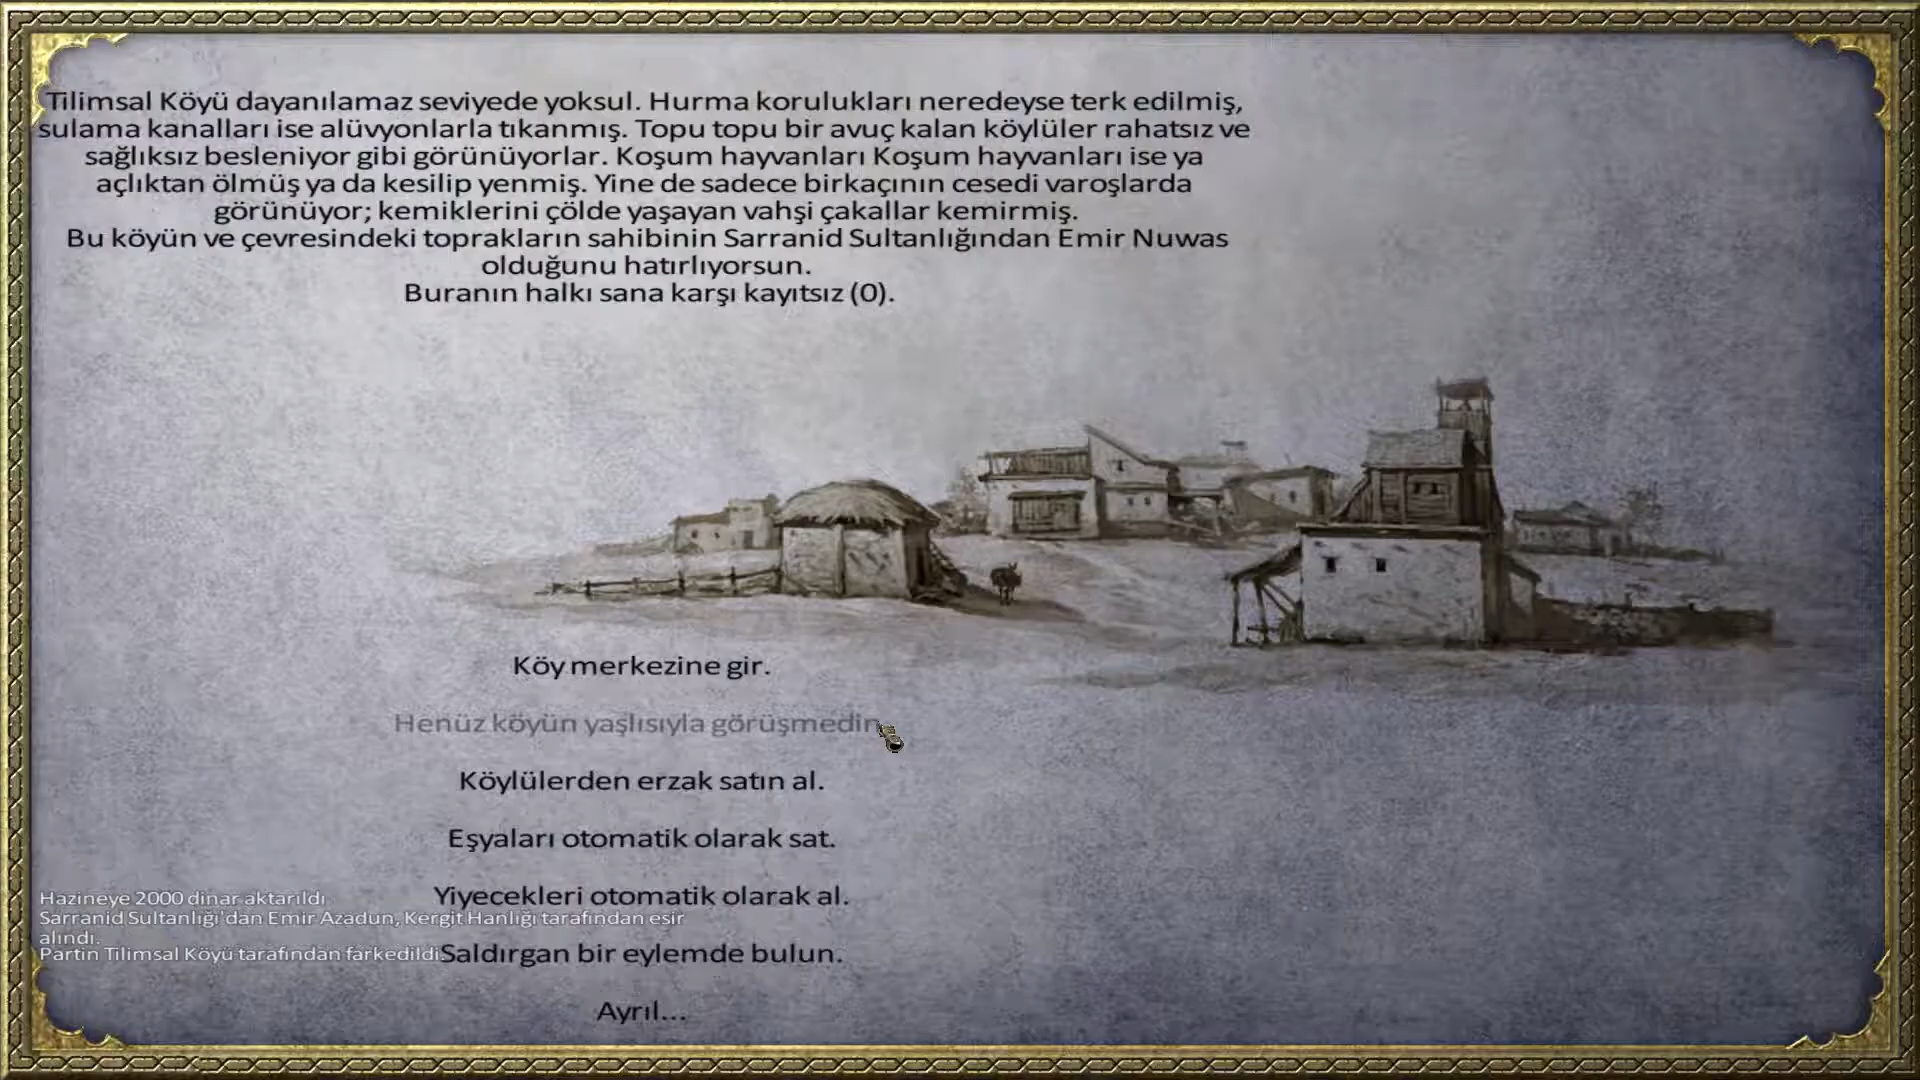 Tilimsal Köyü dayanılamaz seviyede yoksul. Hurma korulukları neredeyse terk edilmiş,
sulama kanalları ise alüvyonlarla tıkanmış. Topu topu bir avuç kalan köylüler rahatsız ve
sağlıksız besleniyor gibi görünüyorlar. Koşum hayvanları Koşum hayvanları ise ya
açlıktan ölmüş ya da kesilip yenmiş. Yine de sadece birkaçının cesedi varoşlarda
görünüyor; kemiklerini çölde yaşayan vahşi çakallar kemirmiş.
Bu köyün ve çevresindeki toprakların sahibinin Sarranid Sultanlığından Emir Nuwas
olduğunu hatırlıyorsun.
Buranın halkı sana karşı kayıtsız (0).
Köy merkezine gir.
Henüz köyün yaşlısıyla görüşmedin
Köylülerden erzak satın al.
Eşyaları otomatik olarak sat.
Yiyecekleri otomatik olarak al.
Saldırgan bir eylemde bulun.
Ayrıl...
Hazineye 2000 dinar aktarıldı
Sarranid Sultanlığı'dan Emir Azadun, Kergit Hanlığı tarafından esir
alındı.
Partin Tilimsal Köyü tarafından farkedildi.